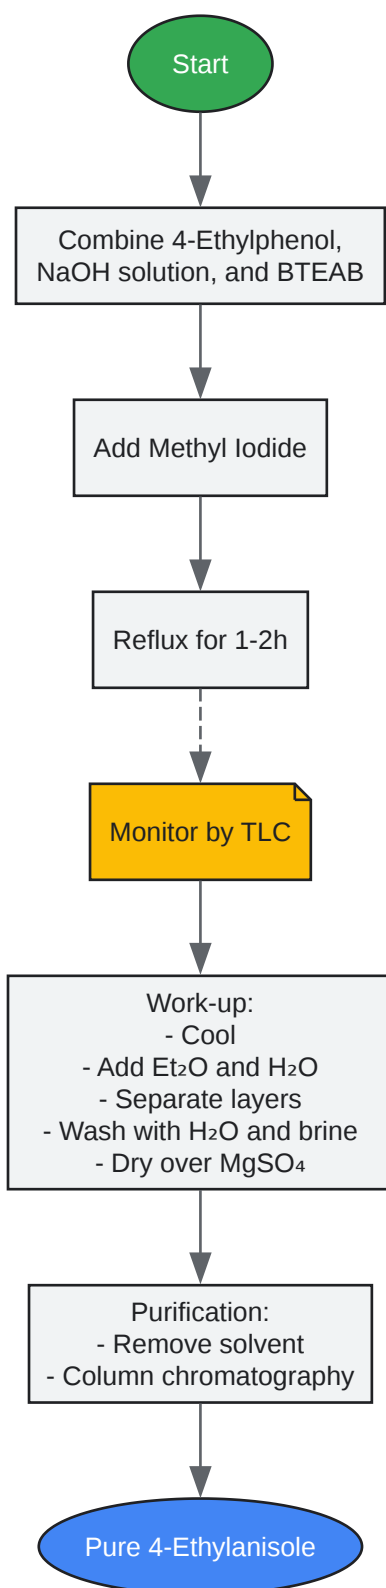 Start
Combine 4-Ethylphenol,
NaOH solution, and BTEAB
Add Methyl Iodide
Reflux for 1-2h
Monitor by TLC
Work-up:
- Cool
- Add Et₂O and H₂O
- Separate layers
- Wash with H₂O and brine
- Dry over MgSO₄
Purification:
- Remove solvent
- Column chromatography
Pure 4-Ethylanisole